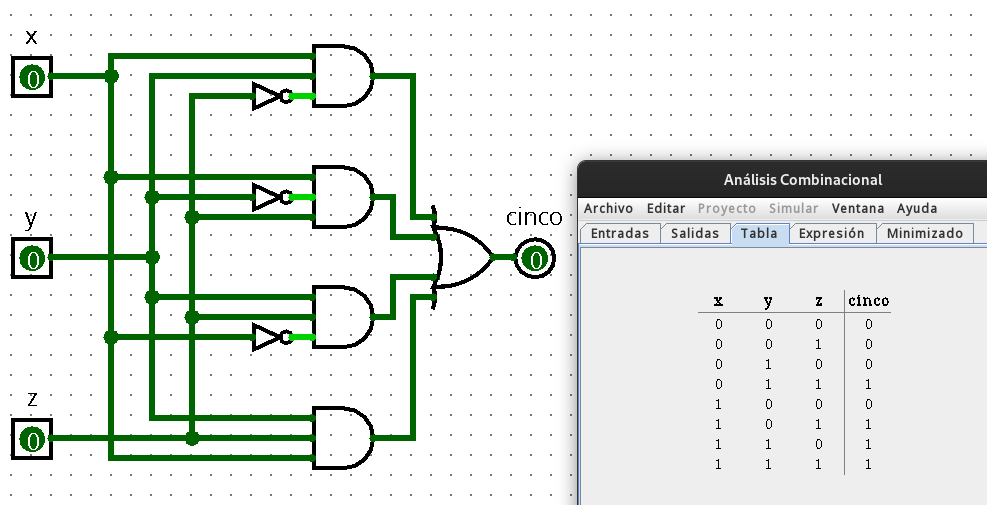 x
0
y
0
z
0
cinco
0
Análisis Combinacional
Archivo Editar Proyecto Simular Ventana Ayuda
Entradas Salidas Tabla Expresión Minimizado
x y z cinco
0 0 0 0
0 0 1 0
0 1 0 0
0 1 1 1
1 0 0 0
1 0 1 1
1 1 0 1
1 1 1 1